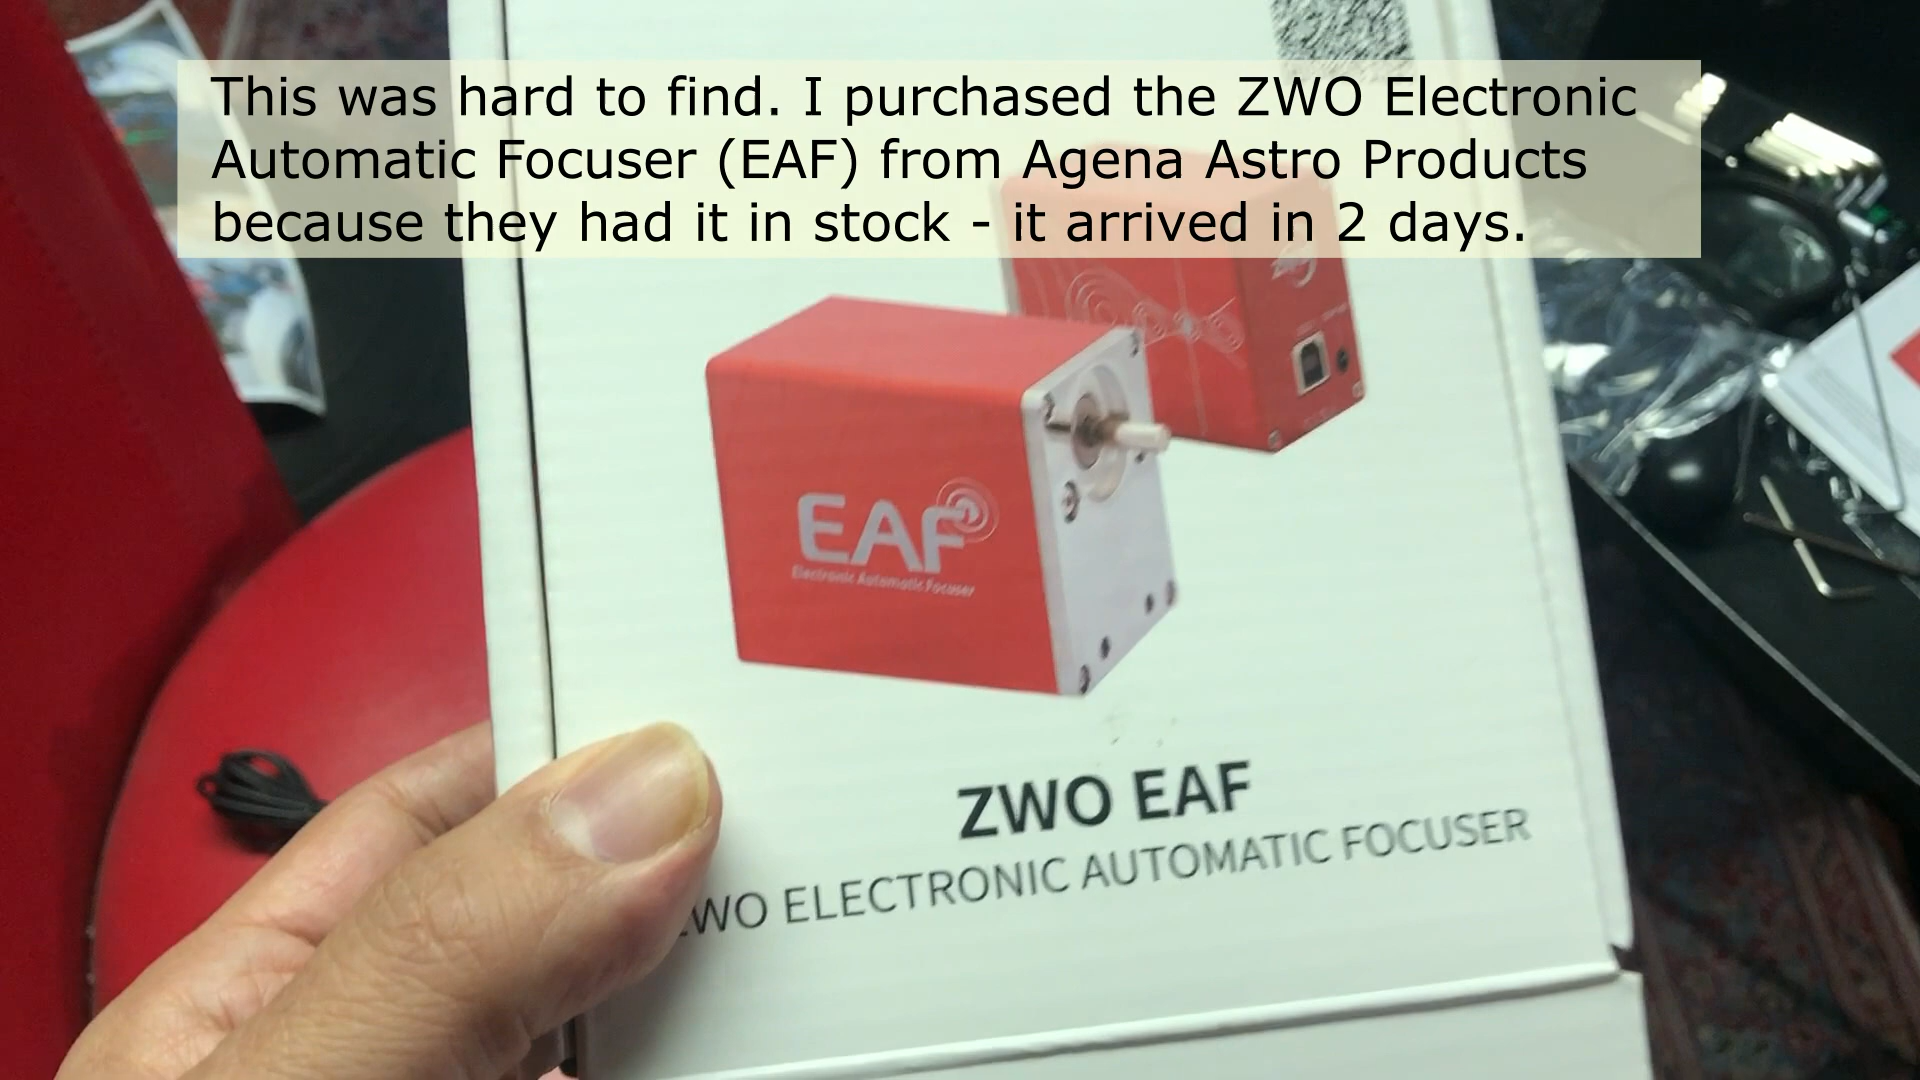 This was hard to find. I purchased the ZWO Electronic
Automatic Focuser (EAF) from Agena Astro Products
because they had it in stock - it arrived in 2 days.
EAF
Electronic Automatic Focuser
ZWO EAF
ZWO ELECTRONIC AUTOMATIC FOCUSER